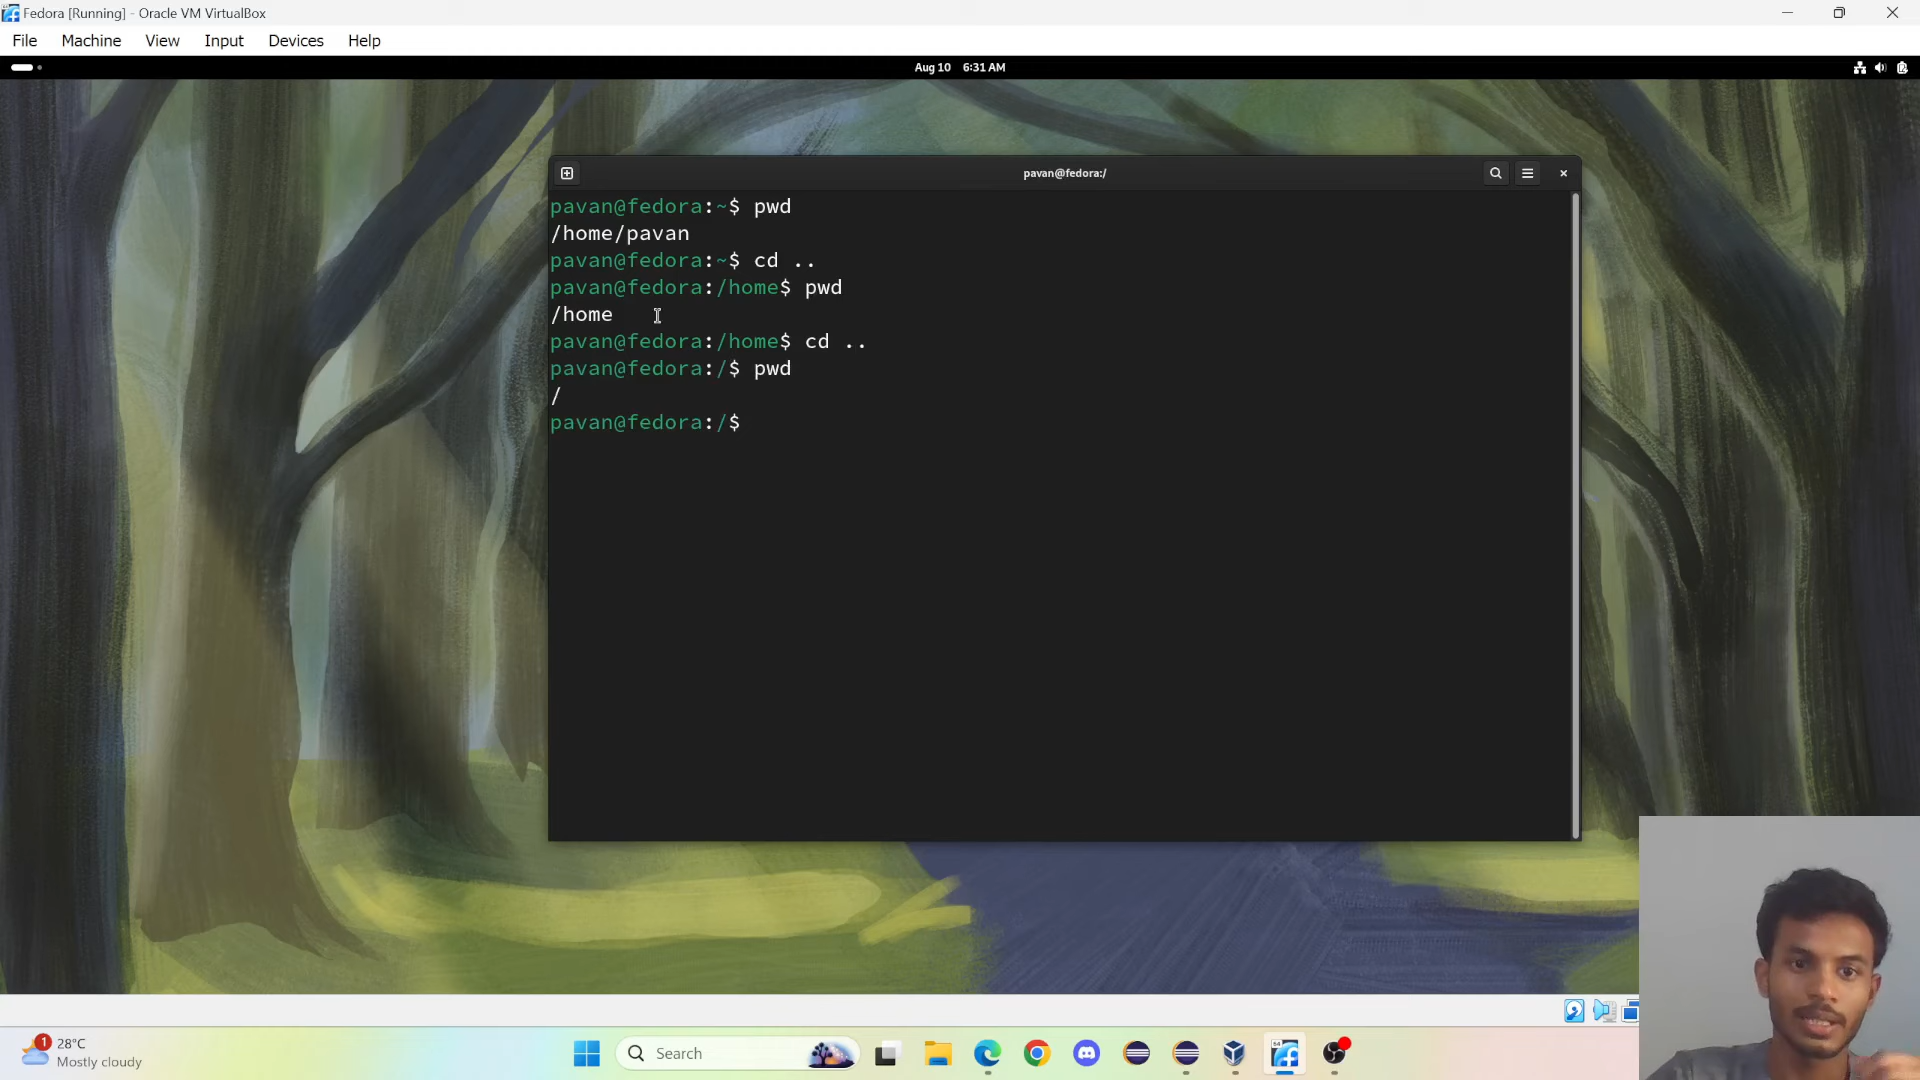 Fedora [Running] - Oracle VM VirtualBox
File Machine View Input Devices Help
Aug 10 6:31 AM
pavan@fedora:/
pavan@fedora:~$ pwd
/home/pavan
pavan@fedora:~$ cd ..
pavan@fedora:/home$ pwd
/home
pavan@fedora:/home$ cd ..
pavan@fedora:/$ pwd
/
pavan@fedora:/$
1
28°C
Mostly cloudy
Search